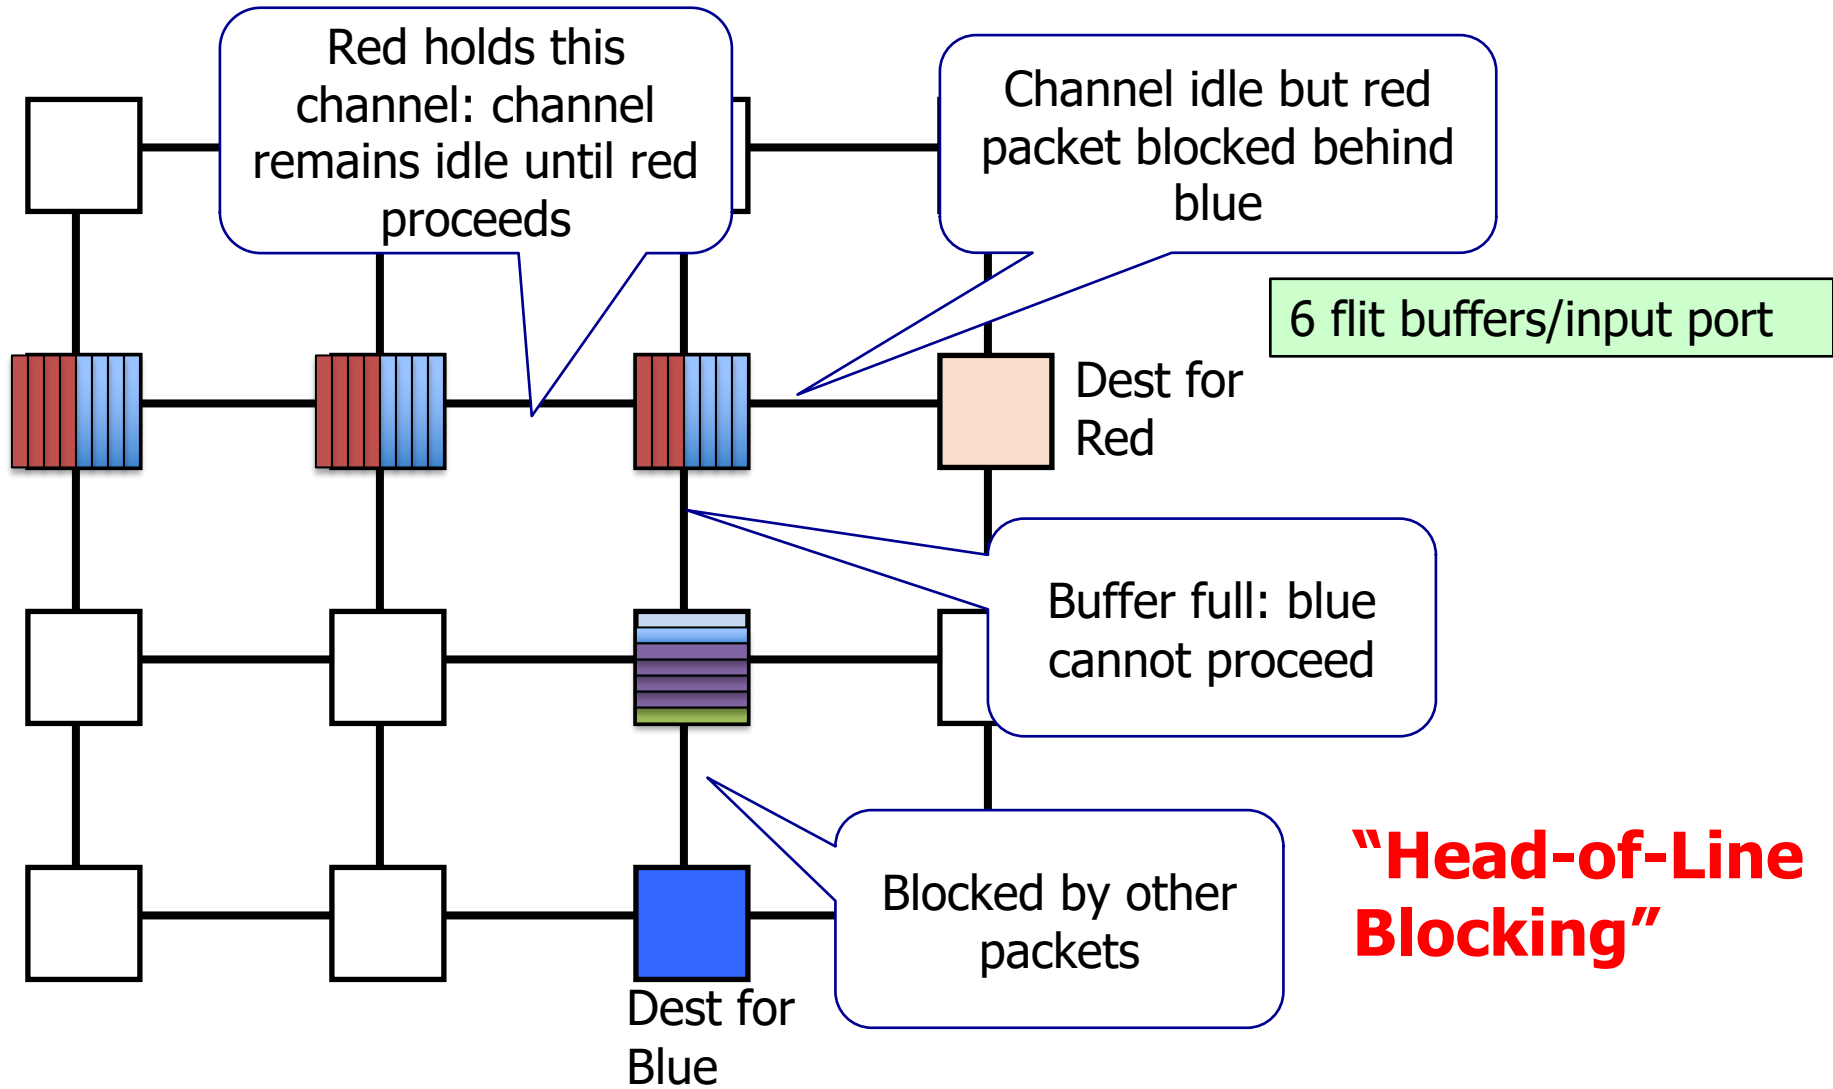 Red holds this
channel: channel
remains idle until red
proceeds
Channel idle but red
packet blocked behind
blue
6 flit buffers/input port
Dest for
Red
Buffer full: blue
cannot proceed
Blocked by other
packets
“Head-of-Line
Blocking”
Dest for
Blue